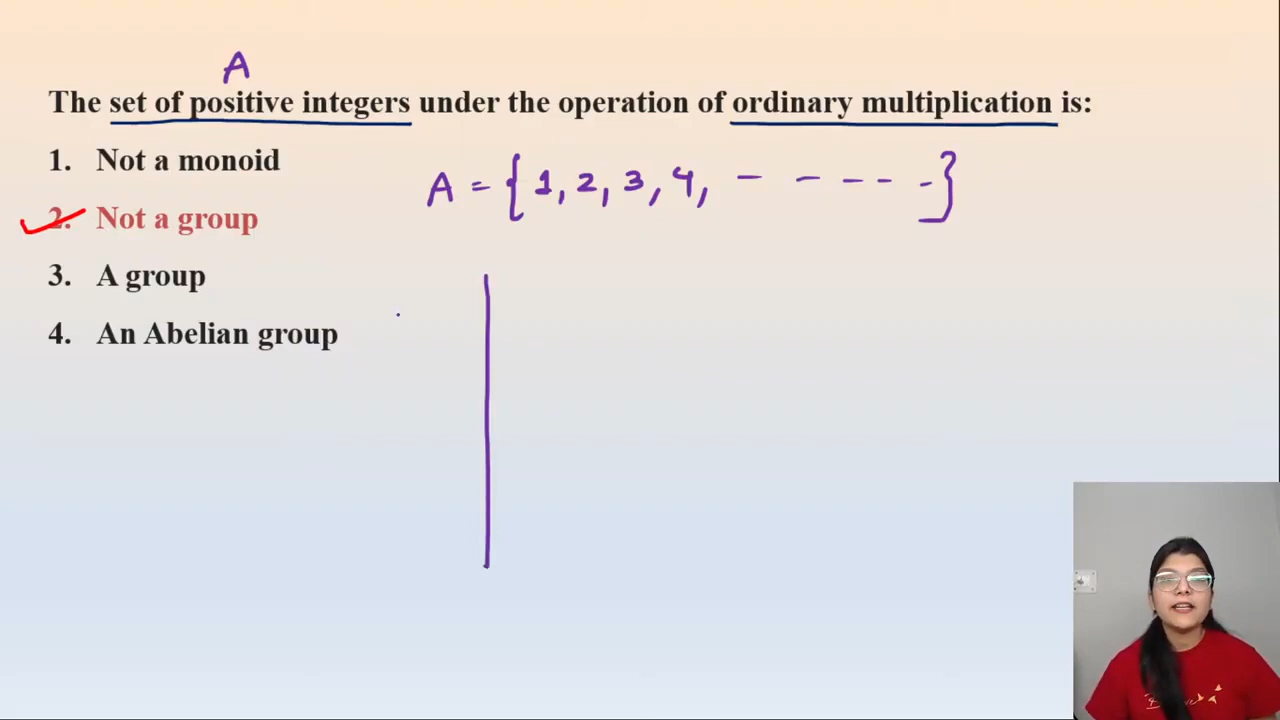 A
The set of positive integers under the operation of ordinary multiplication is:
1. Not a monoid
A = {1, 2, 3, 4, - - - - -}
2. Not a group
3. A group
4. An Abelian group